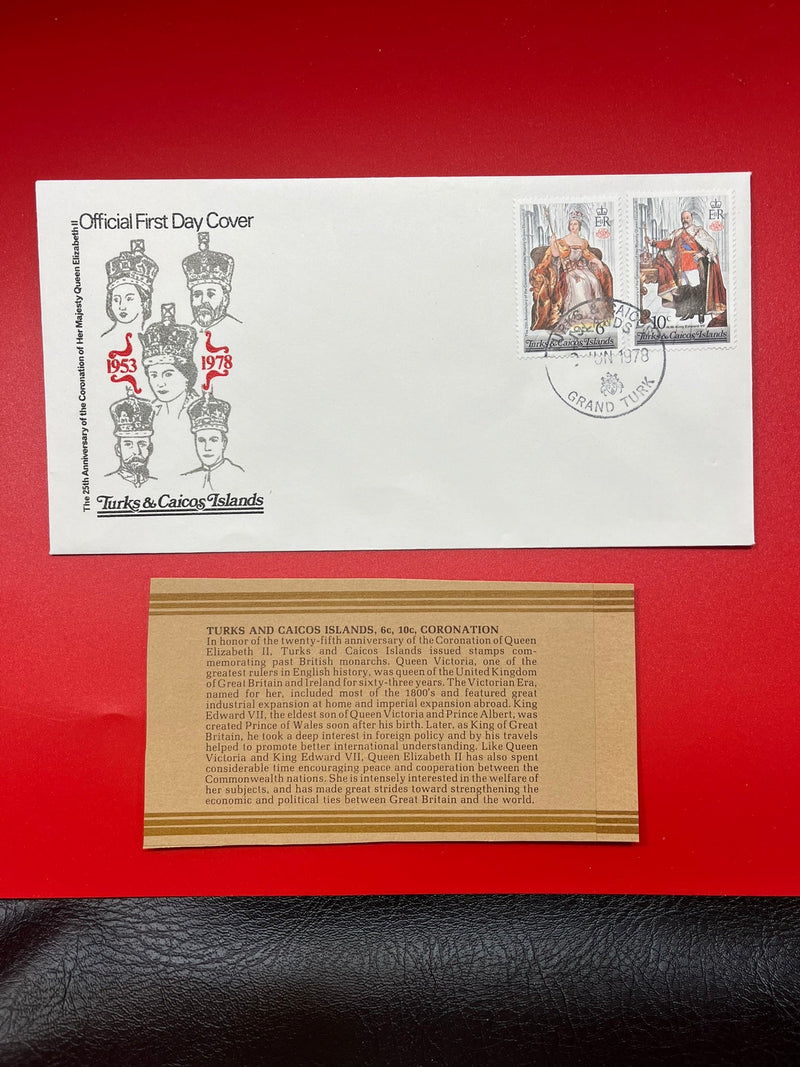 Official First Day Cover
The 25th Anniversary of the Coronation of Her Majesty Queen Elizabeth II
1953 1978
Turks & Caicos Islands
E R
6c
Turks & Caicos Islands
E R
10c
Turks & Caicos Islands
TURKS & CAICOS
ISLANDS
JUN 1978
GRAND TURK
TURKS AND CAICOS ISLANDS, 6c, 10c, CORONATION
In honor of the twenty-fifth anniversary of the Coronation of Queen
Elizabeth II, Turks and Caicos Islands issued stamps com-
memorating past British monarchs. Queen Victoria, one of the
greatest rulers in English history, was queen of the United Kingdom
of Great Britain and Ireland for sixty-three years. The Victorian Era,
named for her, included most of the 1800's and featured great
industrial expansion at home and imperial expansion abroad. King
Edward VII, the eldest son of Queen Victoria and Prince Albert, was
created Prince of Wales soon after his birth. Later, as King of Great
Britain, he took a deep interest in foreign policy and by his travels
helped to promote better international understanding. Like Queen
Victoria and King Edward VII, Queen Elizabeth II has also spent
considerable time encouraging peace and cooperation between the
Commonwealth nations. She is intensely interested in the welfare of
her subjects, and has made great strides toward strengthening the
economic and political ties between Great Britain and the world.